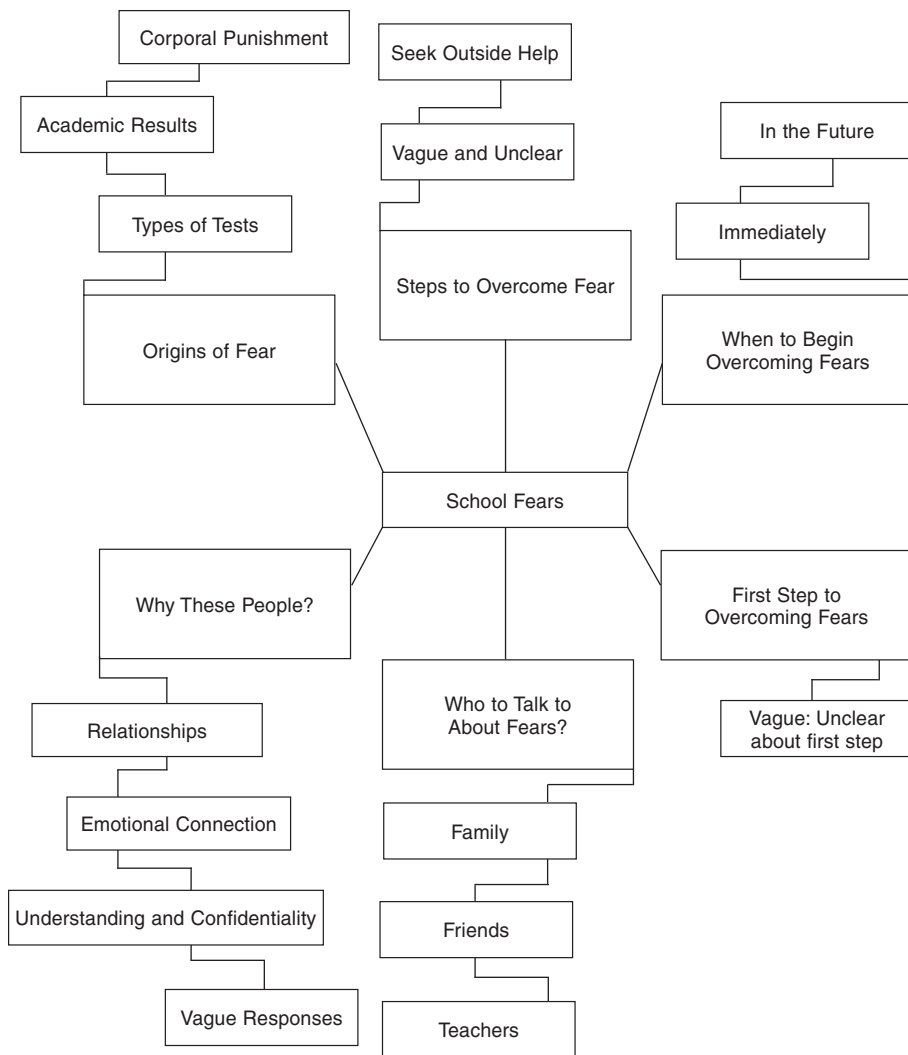 Corporal Punishment
Seek Outside Help
Academic Results
Vague and Unclear
In the Future
Types of Tests
Immediately
Steps to Overcome Fear
Origins of Fear
When to Begin
Overcoming Fears
School Fears
Why These People?
First Step to
Overcoming Fears
Who to Talk to
About Fears?
Relationships
Vague: Unclear
about first step
Emotional Connection
Family
Understanding and Confidentiality
Friends
Vague Responses
Teachers